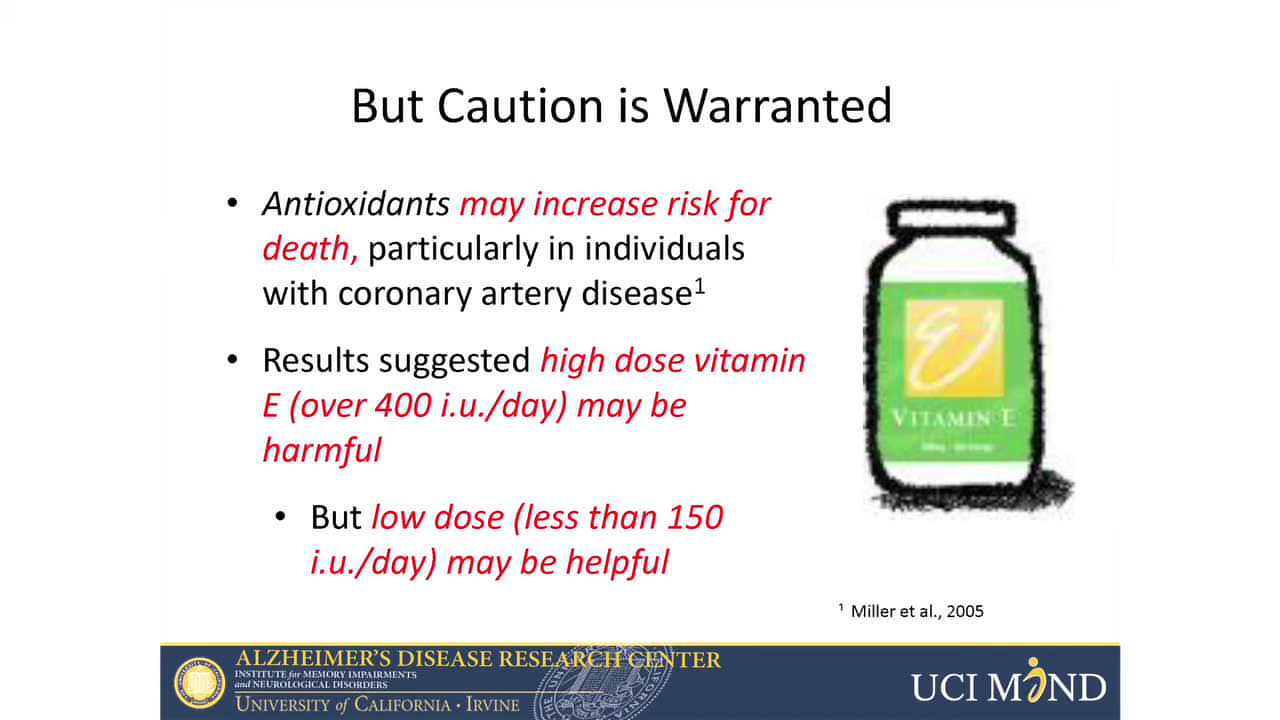 But Caution is Warranted
• Antioxidants may increase risk for
death, particularly in individuals
with coronary artery disease¹
• Results suggested high dose vitamin
E (over 400 i.u./day) may be
harmful
• But low dose (less than 150
i.u./day) may be helpful
E
VITAMIN E
¹ Miller et al., 2005
ALZHEIMER'S DISEASE RESEARCH CENTER
INSTITUTE for MEMORY IMPAIRMENTS
and NEUROLOGICAL DISORDERS
UNIVERSITY of CALIFORNIA · IRVINE
UCI MIND